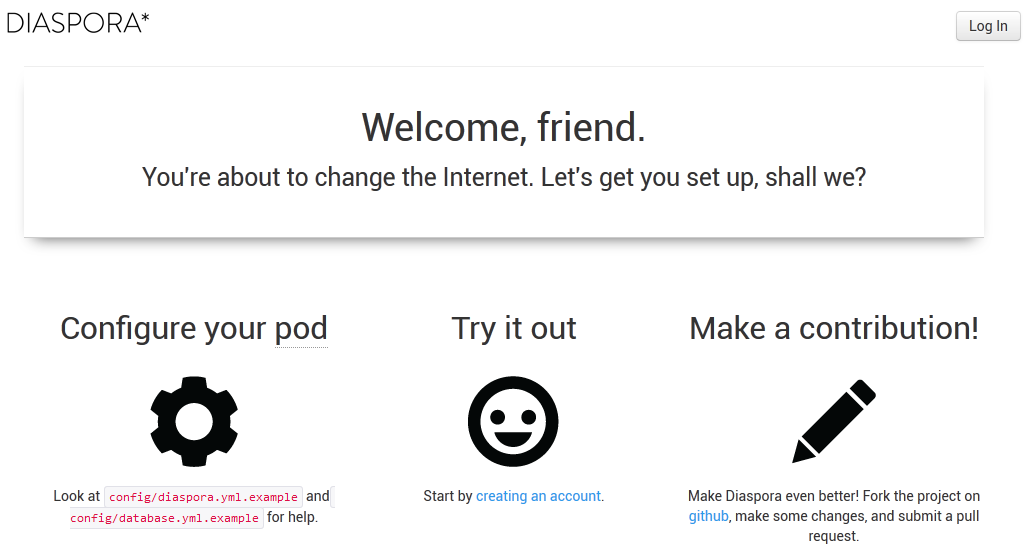 DIASPORA*
Log In
Welcome, friend.
You're about to change the Internet. Let's get you set up, shall we?
Configure your pod
Look at config/diaspora.yml.example and
config/database.yml.example for help.
Try it out
Start by creating an account.
Make a contribution!
Make Diaspora even better! Fork the project on
github, make some changes, and submit a pull
request.